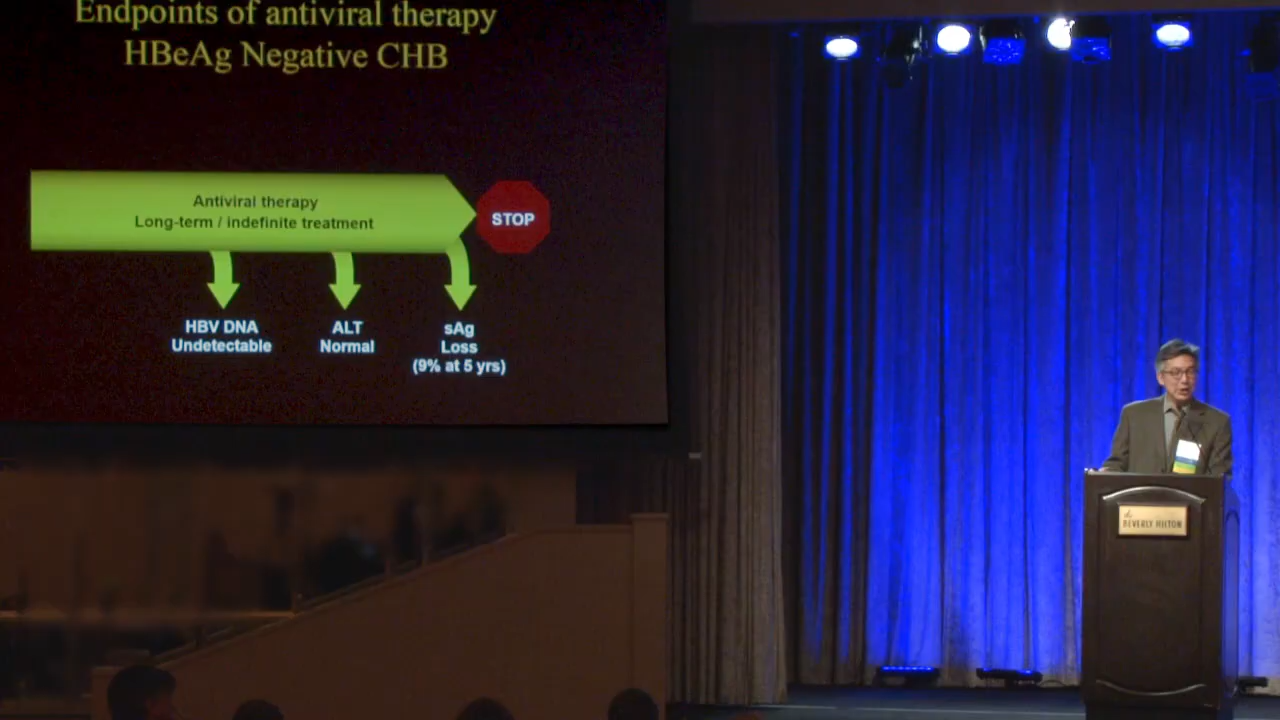 Endpoints of antiviral therapy
HBeAg Negative CHB
Antiviral therapy
Long-term / indefinite treatment
STOP
HBV DNA
Undetectable
ALT
Normal
sAg
Loss
(9% at 5 yrs)
the
BEVERLY HILTON